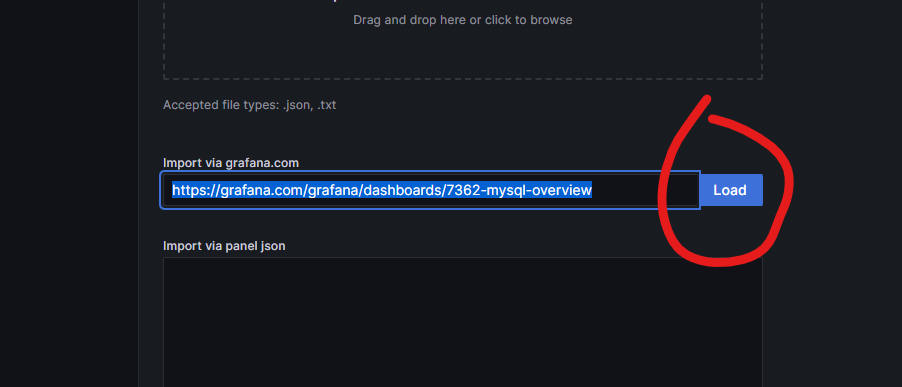 Drag and drop here or click to browse
Accepted file types: .json, .txt
Import via grafana.com
https://grafana.com/grafana/dashboards/7362-mysql-overview
Load
Import via panel json